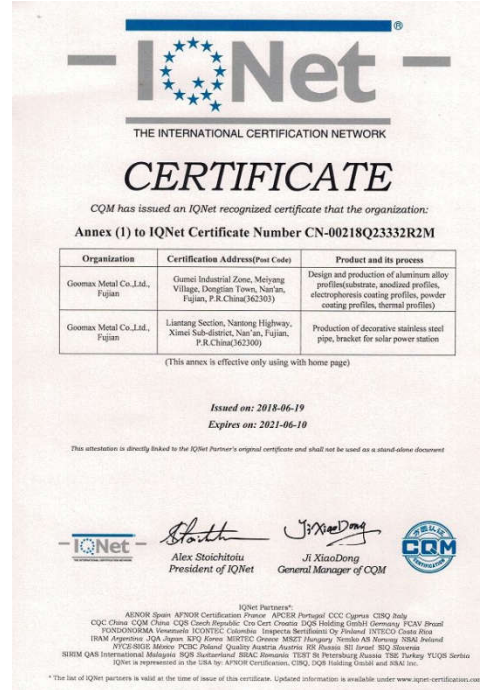 ®
IQNet
THE INTERNATIONAL CERTIFICATION NETWORK
CERTIFICATE
CQM has issued an IQNet recognized certificate that the organization:
Annex (1) to IQNet Certificate Number CN-00218Q23332R2M
Organization Certification Address(Post Code) Product and its process
Goomax Metal Co.,Ltd., Fujian
Gumei Industrial Zone, Meiyang Village, Dongtian Town, Nan'an, Fujian, P.R.China(362303)
Design and production of aluminum alloy profiles(substrate, anodized profiles, electrophoresis coating profiles, powder coating profiles, thermal profiles)
Goomax Metal Co.,Ltd., Fujian
Liantang Section, Nantong Highway, Ximei Sub-district, Nan'an, Fujian, P.R.China(362300)
Production of decorative stainless steel pipe, bracket for solar power station
(This annex is effective only using with home page)
Issued on: 2018-06-19
Expires on: 2021-06-10
This attestation is directly linked to the IQNet Partner's original certificate and shall not be used as a stand-alone document
IQNet
Alex Stoichitoiu
President of IQNet
Ji XiaoDong
Ji XiaoDong
General Manager of CQM
方圆认证
CQM
CERTIFICATION
IQNet Partners*:
AENOR Spain AFNOR Certification France APCER Portugal CCC Cyprus CISQ Italy
CQC China CQM China CQS Czech Republic Cro Cert Croatia DQS Holding GmbH Germany FCAV Brazil
FONDONORMA Venezuela ICONTEC Colombia Inspecta Sertifiointi Oy Finland INTECO Costa Rica
IRAM Argentina JQA Japan KFQ Korea MIRTEC Greece MSZT Hungary Nemko AS Norway NSAI Ireland
NYCE-SIGE México PCBC Poland Quality Austria Austria RR Russia SII Israel SIQ Slovenia
SIRIM QAS International Malaysia SQS Switzerland SRAC Romania TEST St Petersburg Russia TSE Turkey YUQS Serbia
IQNet is represented in the USA by: AFNOR Certification, CISQ, DQS Holding GmbH and NSAI Inc.
* The list of IQNet partners is valid at the time of issue of this certificate. Updated information is available under www.iqnet-certification.com